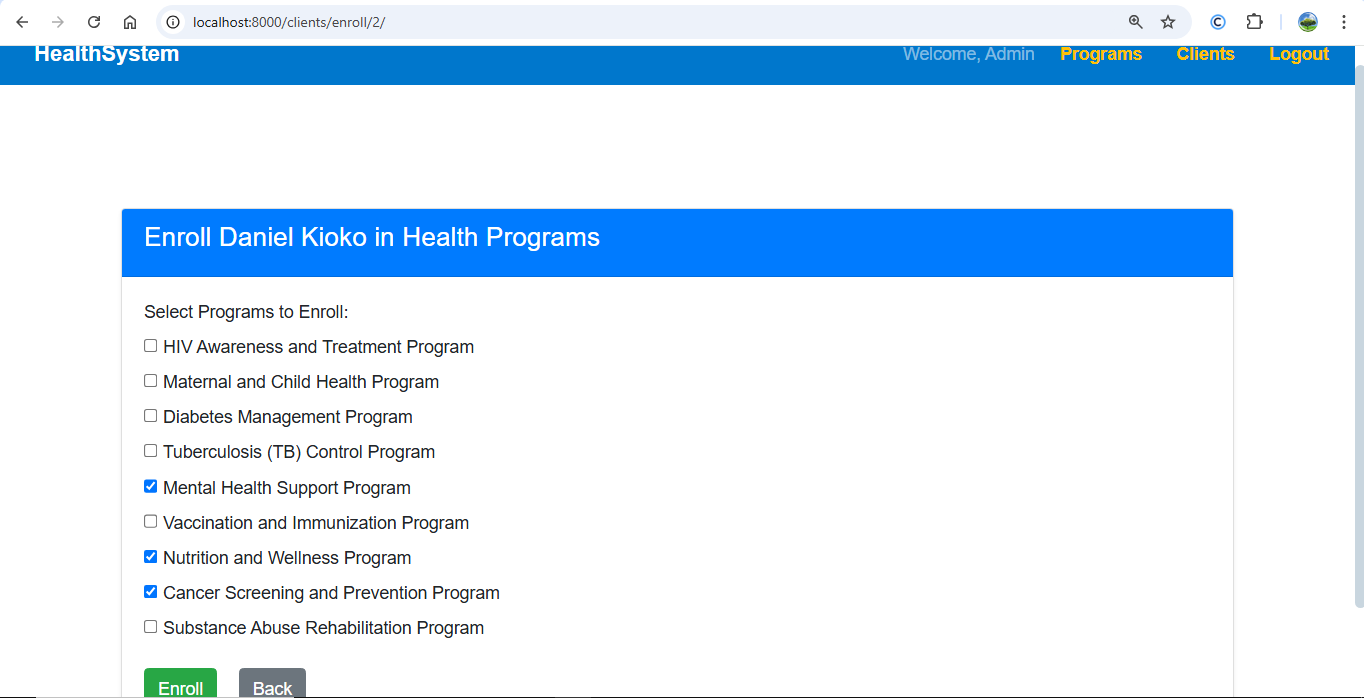 localhost:8000/clients/enroll/2/
HealthSystem
Welcome, Admin Programs Clients Logout
Enroll Daniel Kioko in Health Programs
Select Programs to Enroll:
HIV Awareness and Treatment Program
Maternal and Child Health Program
Diabetes Management Program
Tuberculosis (TB) Control Program
Mental Health Support Program
Vaccination and Immunization Program
Nutrition and Wellness Program
Cancer Screening and Prevention Program
Substance Abuse Rehabilitation Program
Enroll Back